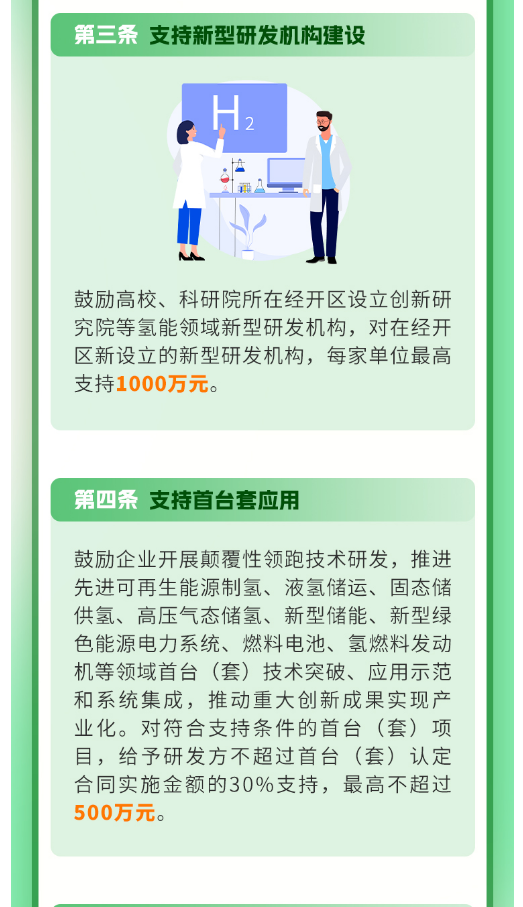 第三条 支持新型研发机构建设
H2
鼓励高校、科研院所在经开区设立创新研
究院等氢能领域新型研发机构，对在经开
区新设立的新型研发机构，每家单位最高
支持1000万元。
第四条 支持首台套应用
鼓励企业开展颠覆性领跑技术研发，推进
先进可再生能源制氢、液氢储运、固态储
供氢、高压气态储氢、新型储能、新型绿
色能源电力系统、燃料电池、氢燃料发动
机等领域首台（套）技术突破、应用示范
和系统集成，推动重大创新成果实现产
业化。对符合支持条件的首台（套）项
目，给予研发方不超过首台（套）认定
合同实施金额的30%支持，最高不超过
500万元。